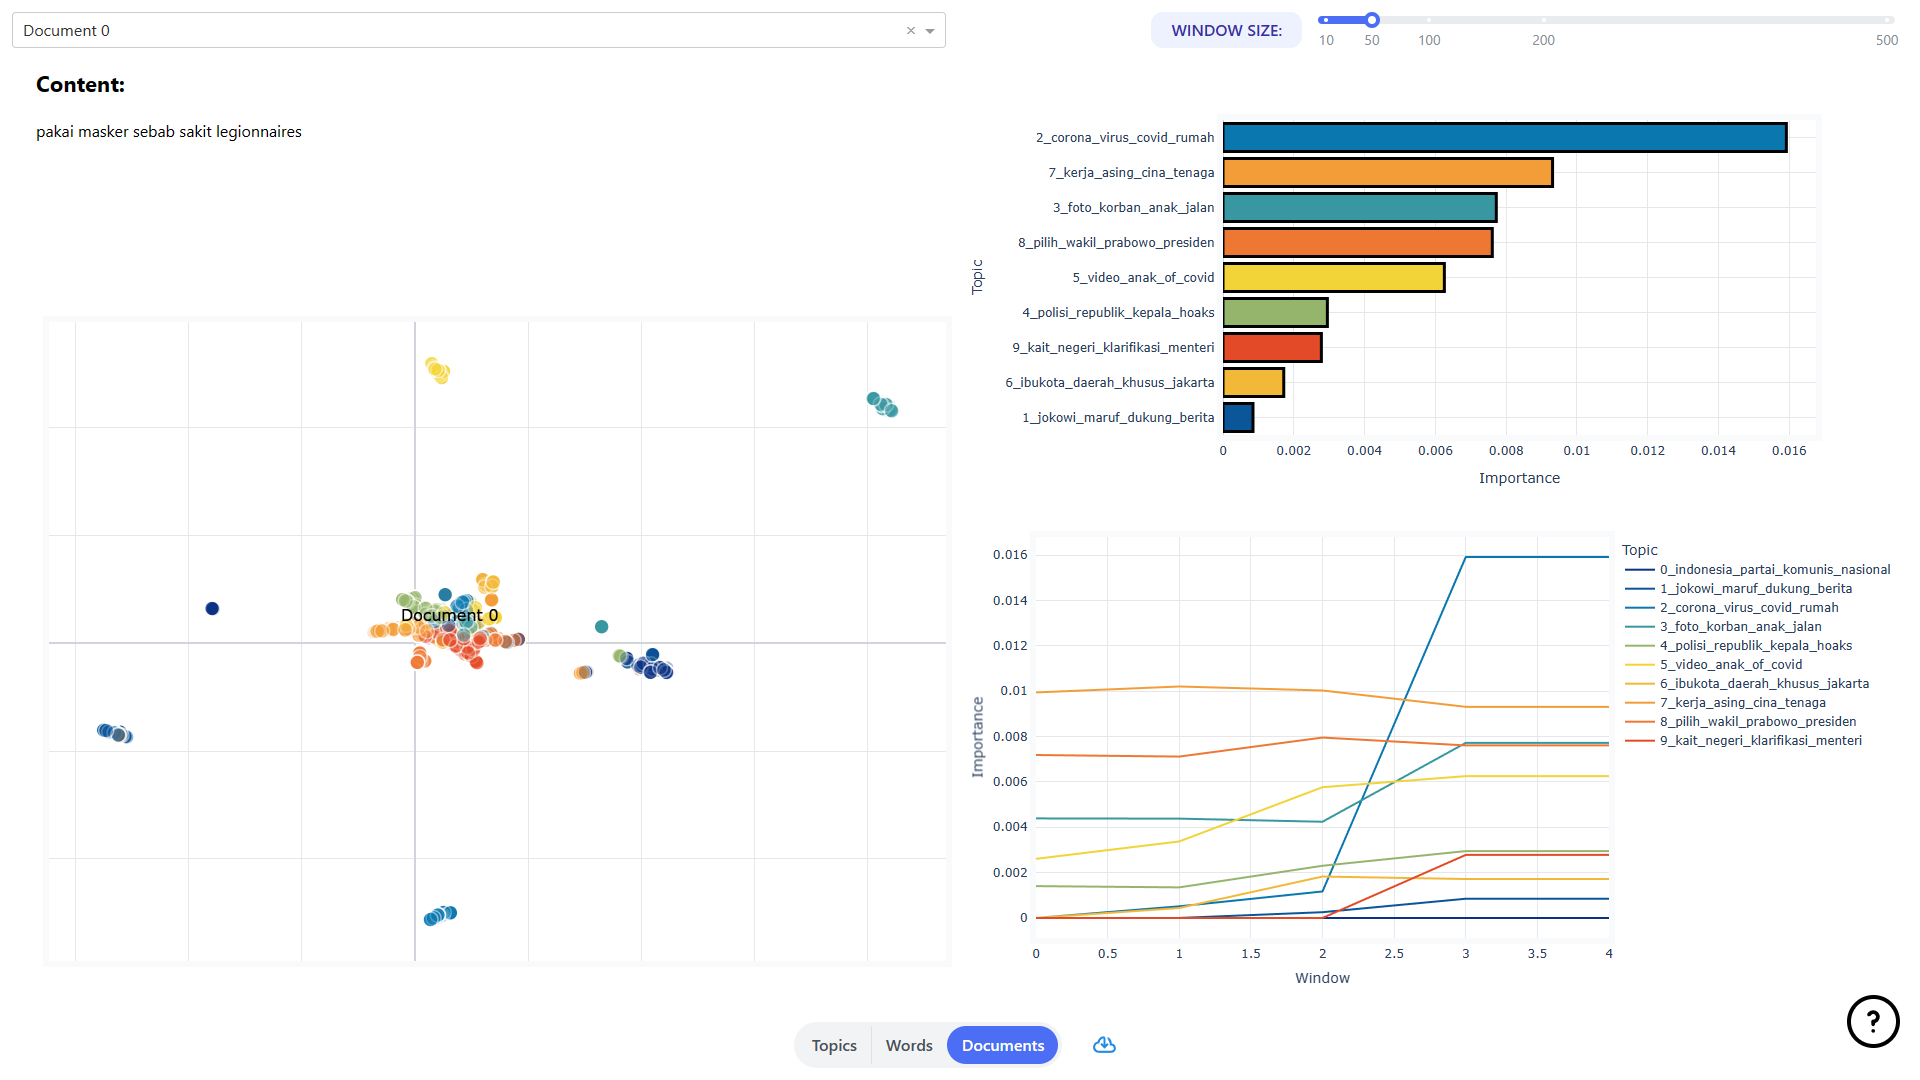 Document 0
WINDOW SIZE:
10 50 100 200 500
Content:
pakai masker sebab sakit legionnaires
Document 0
Topic
2_corona_virus_covid_rumah
7_kerja_asing_cina_tenaga
3_foto_korban_anak_jalan
8_pilih_wakil_prabowo_presiden
5_video_anak_of_covid
4_polisi_republik_kepala_hoaks
9_kait_negeri_klarifikasi_menteri
6_ibukota_daerah_khusus_jakarta
1_jokowi_maruf_dukung_berita
0 0.002 0.004 0.006 0.008 0.01 0.012 0.014 0.016
Importance
Importance
0.016
0.014
0.012
0.01
0.008
0.006
0.004
0.002
0
0 0.5 1 1.5 2 2.5 3 3.5 4
Window
Topic
0_indonesia_partai_komunis_nasional
1_jokowi_maruf_dukung_berita
2_corona_virus_covid_rumah
3_foto_korban_anak_jalan
4_polisi_republik_kepala_hoaks
5_video_anak_of_covid
6_ibukota_daerah_khusus_jakarta
7_kerja_asing_cina_tenaga
8_pilih_wakil_prabowo_presiden
9_kait_negeri_klarifikasi_menteri
Topics Words Documents
?